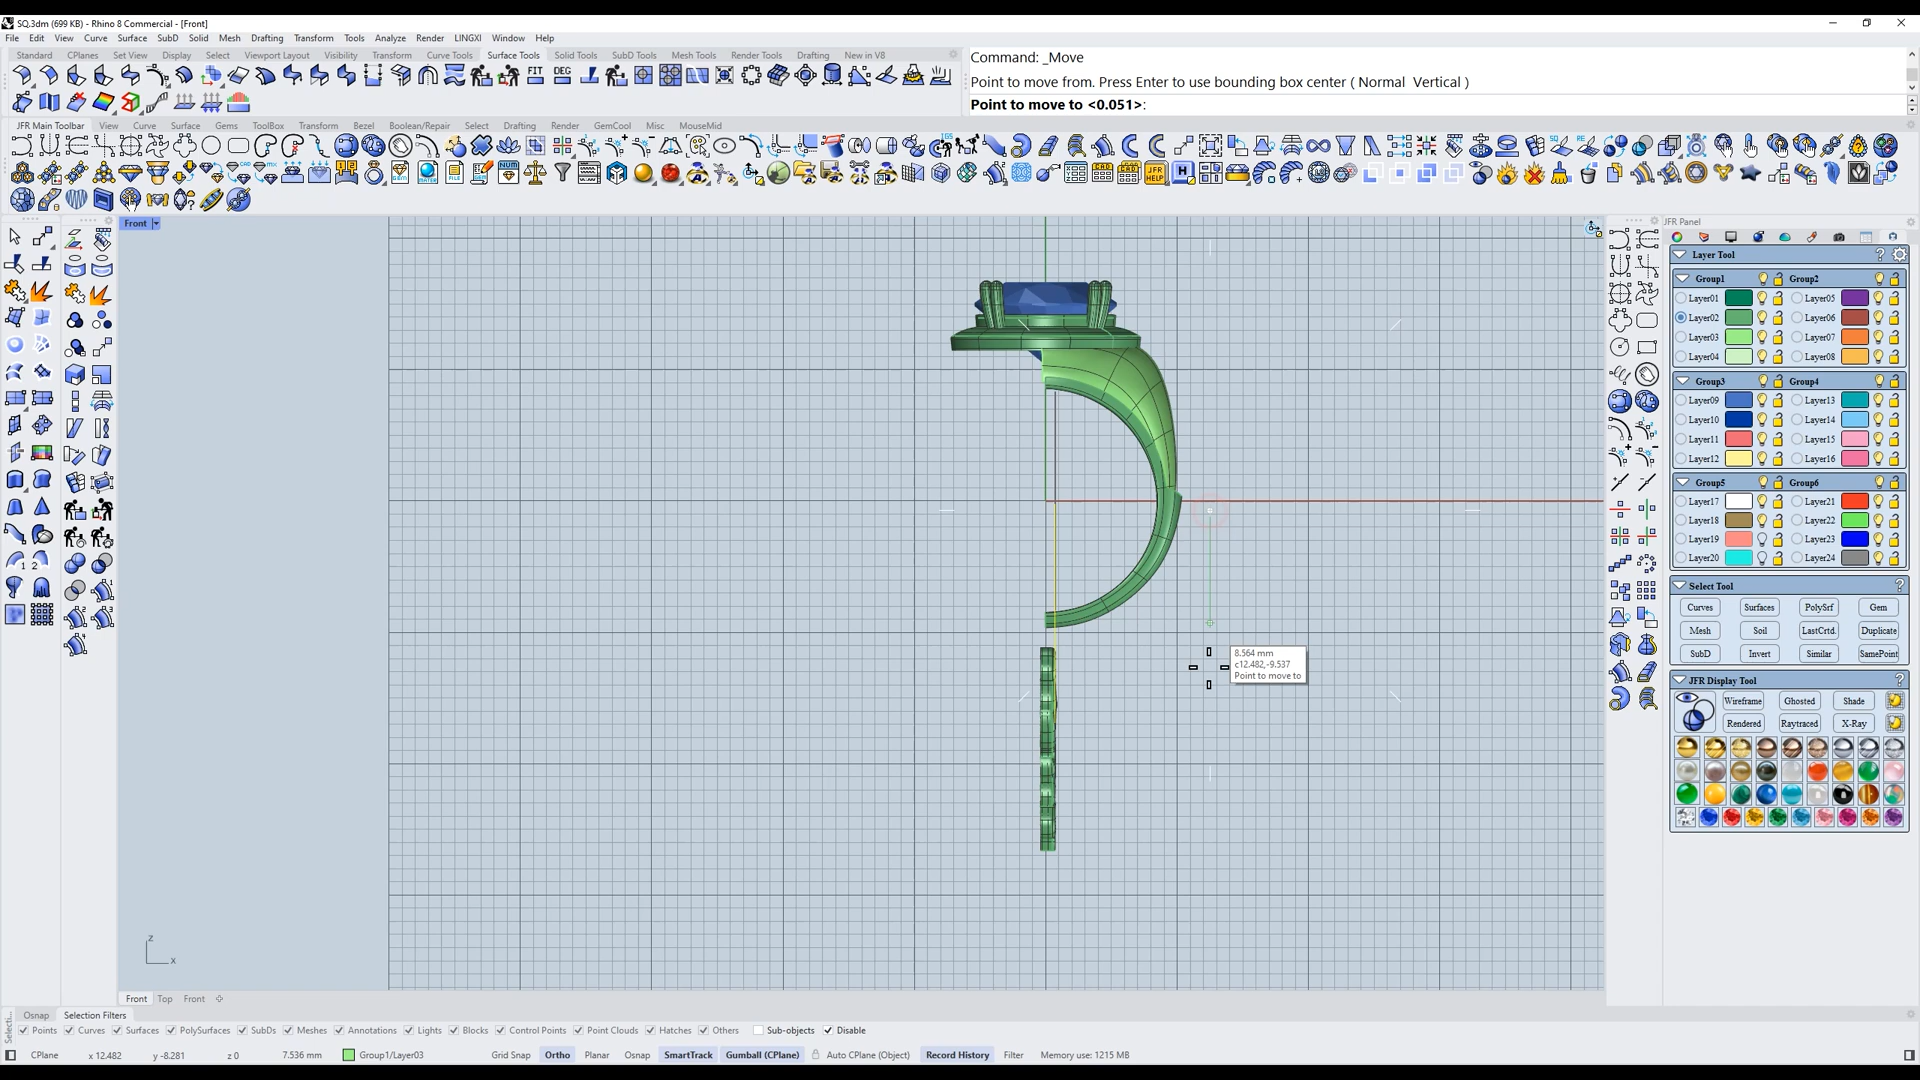 SQ.3dm (699 KB) - Rhino 8 Commercial - [Front]
File Edit View Curve Surface SubD Solid Mesh Drafting Transform Tools Analyze Render LINGXI Window Help
Standard CPlanes Set View Display Select Viewport Layout Visibility Transform Curve Tools Surface Tools Solid Tools SubD Tools Mesh Tools Render Tools Drafting New in V8
Command: _Move
Point to move from. Press Enter to use bounding box center ( Normal Vertical )
Point to move to <0.051>:
FIT DEG
JFR Main Toolbar View Curve Surface Gems ToolBox Transform Bezel Boolean/Repair Select Drafting Render GemCool Misc MouseMid
Front
JFR Panel
Layer Tool ?
Group1 Group2
Layer01 Layer05
Layer02 Layer06
Layer03 Layer07
Layer04 Layer08
Group3 Group4
Layer09 Layer13
Layer10 Layer14
Layer11 Layer15
Layer12 Layer16
Group5 Group6
Layer17 Layer21
Layer18 Layer22
Layer19 Layer23
Layer20 Layer24
Select Tool ?
Curves Surfaces PolySrf Gem
Mesh Soil LastCrtd. Duplicate
SubD Invert Similar SamePoint
JFR Display Tool ?
Wireframe Ghosted Shade
Rendered Raytraced X-Ray
8.564 mm
c12.482,-9.537
Point to move to
z
x
Front Top Front
Osnap Selection Filters
Points Curves Surfaces PolySurfaces SubDs Meshes Annotations Lights Blocks Control Points Point Clouds Hatches Others Sub-objects Disable
CPlane x 12.482 y -8.281 z 0 7.536 mm Group1/Layer03 Grid Snap Ortho Planar Osnap SmartTrack Gumball (CPlane) Auto CPlane (Object) Record History Filter Memory use: 1215 MB